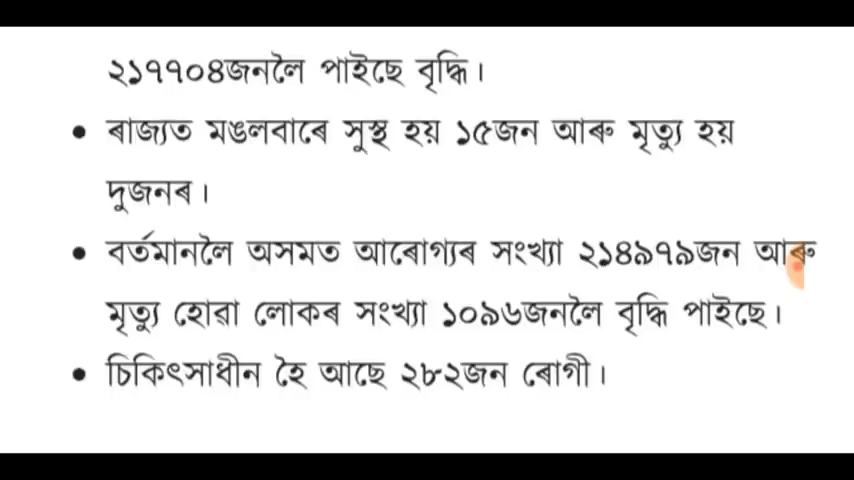 ২১৭৭০৪জনলৈ পাইছে বৃদ্ধি।
• ৰাজ্যত মঙলবাৰে সুস্থ হয় ১৫জন আৰু মৃত্যু হয়
দুজনৰ।
• বৰ্তমানলৈ অসমত আৰোগ্যৰ সংখ্যা ২১৪৯৭৯জন আৰু
মৃত্যু হোৱা লোকৰ সংখ্যা ১০৯৬জনলৈ বৃদ্ধি পাইছে।
• চিকিৎসাধীন হৈ আছে ২৮২জন ৰোগী।